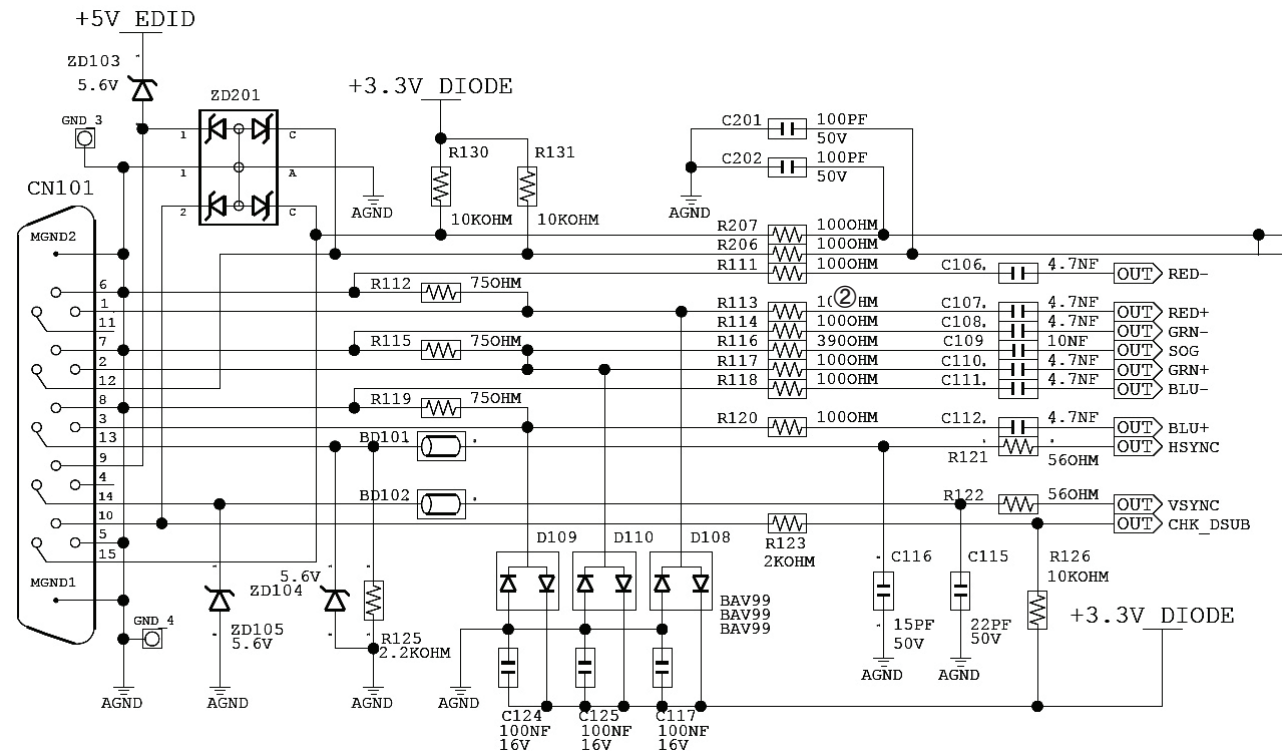 +5V EDID
ZD103
5.6V
ZD201
+3.3V DIODE
GND_3
1
C
1
A
2
C
CN101
R130
R131
10KOHM
10KOHM
AGND
C201
100PF
50V
C202
100PF
50V
AGND
MGND2
R207
100OHM
R206
100OHM
R111
100OHM
C106
4.7NF
OUT
RED-
6
R112
75OHM
1
R113
②
C107
4.7NF
OUT
RED+
11
R114
100OHM
C108
4.7NF
OUT
GRN-
7
R115
75OHM
R116
390OHM
C109
10NF
OUT
SOG
2
R117
100OHM
C110
4.7NF
OUT
GRN+
12
R118
100OHM
C111
4.7NF
OUT
BLU-
8
R119
75OHM
3
R120
100OHM
C112
4.7NF
OUT
BLU+
13
BD101
R121
56OHM
OUT
HSYNC
9
4
14
BD102
R122
56OHM
OUT
VSYNC
10
R123
2KOHM
OUT
CHK_DSUB
5
15
MGND1
GND_4
ZD105
5.6V
ZD104
5.6V
R125
2.2KOHM
D109
D110
D108
BAV99
BAV99
BAV99
C116
15PF
50V
C115
22PF
50V
R126
10KOHM
+3.3V DIODE
AGND
AGND
AGND
AGND
AGND
AGND
C124
100NF
16V
C125
100NF
16V
C117
100NF
16V